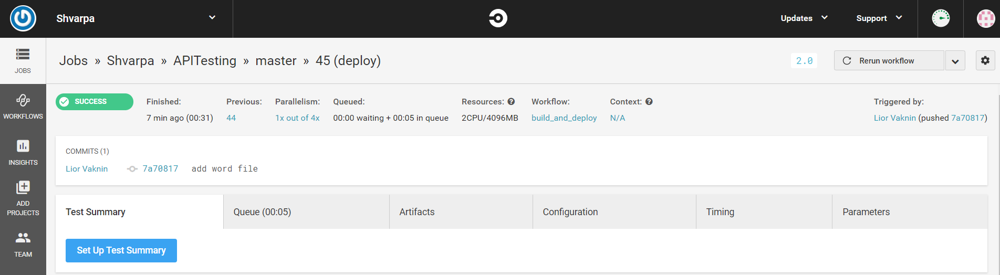 Shvarpa
Updates
Support
JOBS
Jobs » Shvarpa » APITesting » master » 45 (deploy)
2.0
Rerun workflow
WORKFLOWS
INSIGHTS
ADD
PROJECTS
TEAM
SUCCESS
Finished:
7 min ago (00:31)
Previous:
44
Parallelism:
1x out of 4x
Queued:
00:00 waiting + 00:05 in queue
Resources: ?
2CPU/4096MB
Workflow:
build_and_deploy
Context: ?
N/A
Triggered by:
Lior Vaknin (pushed 7a70817)
COMMITS (1)
Lior Vaknin 7a70817 add word file
Test Summary
Queue (00:05)
Artifacts
Configuration
Timing
Parameters
Set Up Test Summary